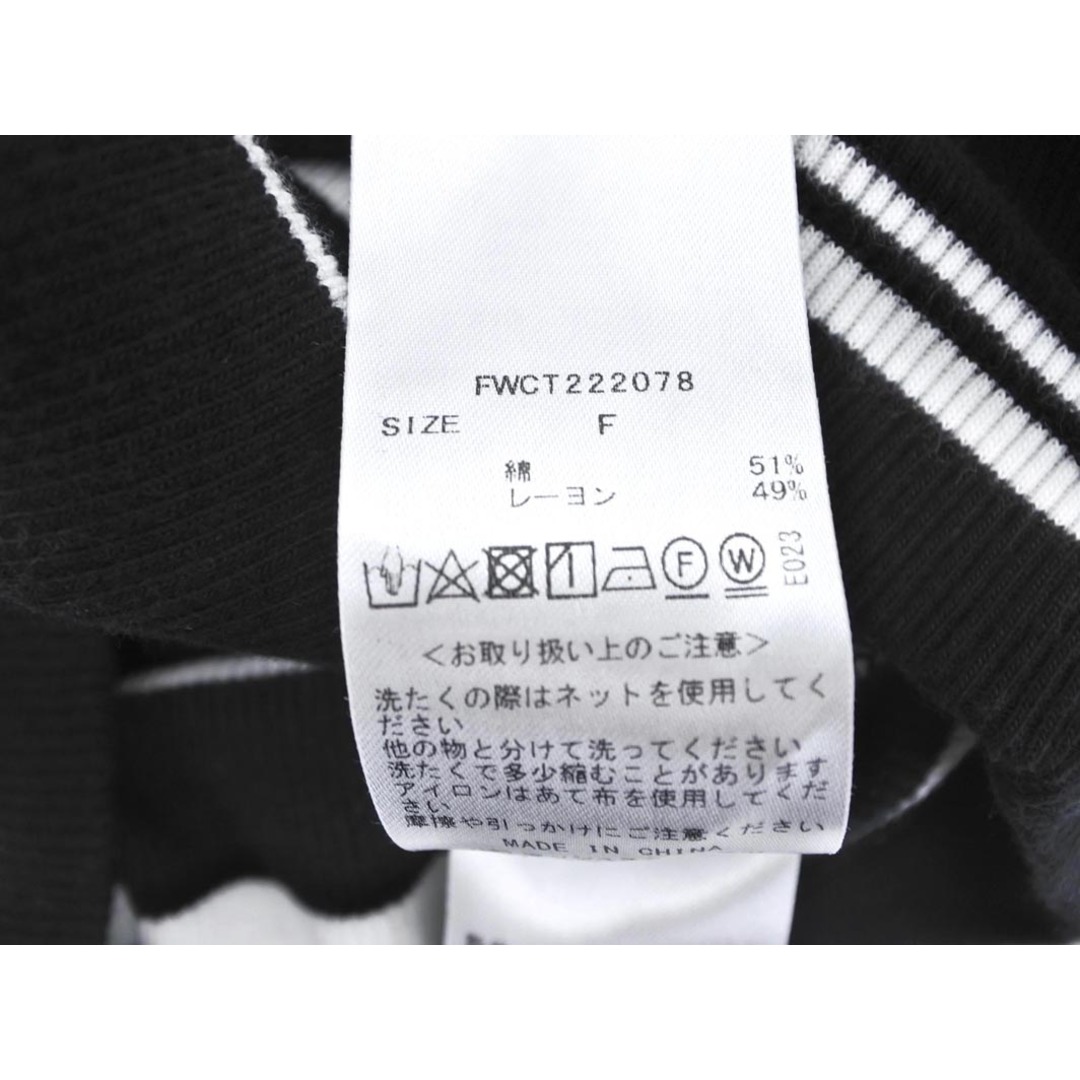 FWCT222078
SIZE F
綿 51%
レーヨン 49%
F W E023
＜お取り扱い上のご注意＞
洗たくの際はネットを使用してく
ださい
他の物と分けて洗ってください
洗たくで多少縮むことがあります
アイロンはあて布を使用してくだ
さい
摩擦や引っかけにご注意ください
MADE IN CHINA